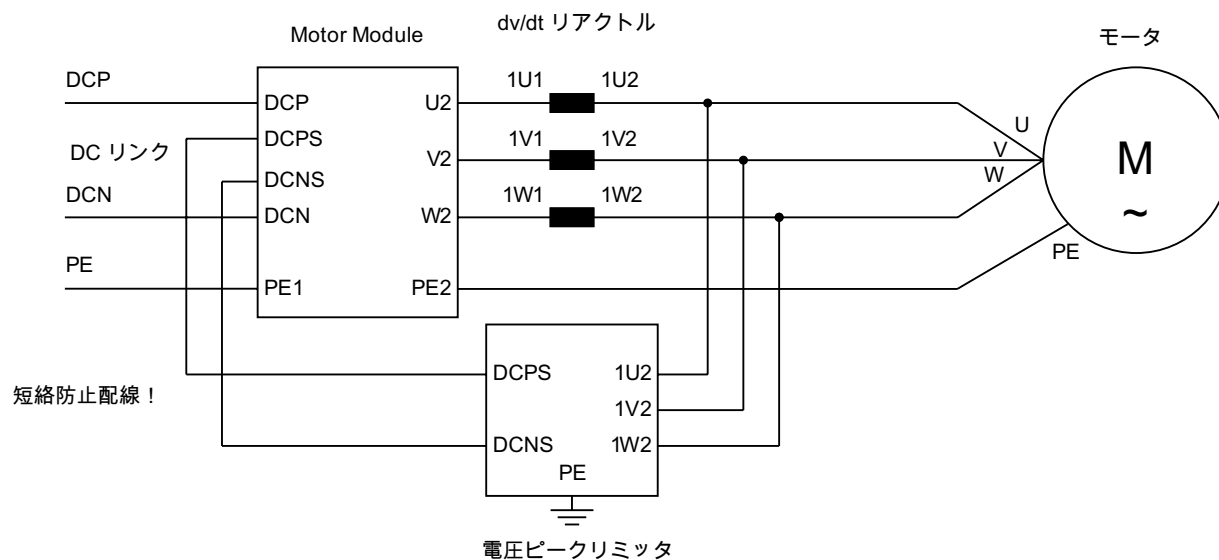 dv/dt リアクトル
Motor Module
モータ
DCP
1U1
1U2
DCP
U2
U
DCPS
1V1
1V2
DC リンク
V2
V
DCNS
W
M
~
DCN
1W1
1W2
DCN
W2
PE
PE
PE1
PE2
DCPS
1U2
短絡防止配線！
1V2
DCNS
1W2
PE
電圧ピークリミッタ